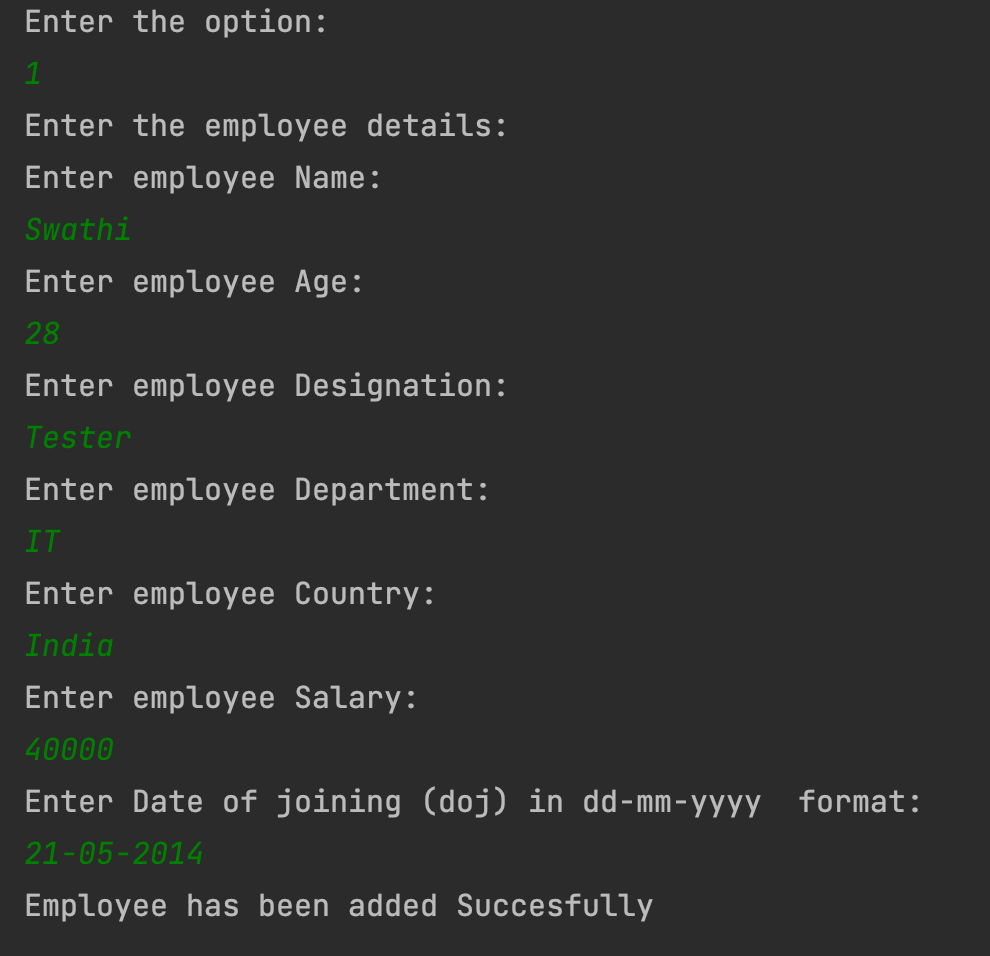 Enter the option:
1
Enter the employee details:
Enter employee Name:
Swathi
Enter employee Age:
28
Enter employee Designation:
Tester
Enter employee Department:
IT
Enter employee Country:
India
Enter employee Salary:
40000
Enter Date of joining (doj) in dd-mm-yyyy  format:
21-05-2014
Employee has been added Succesfully